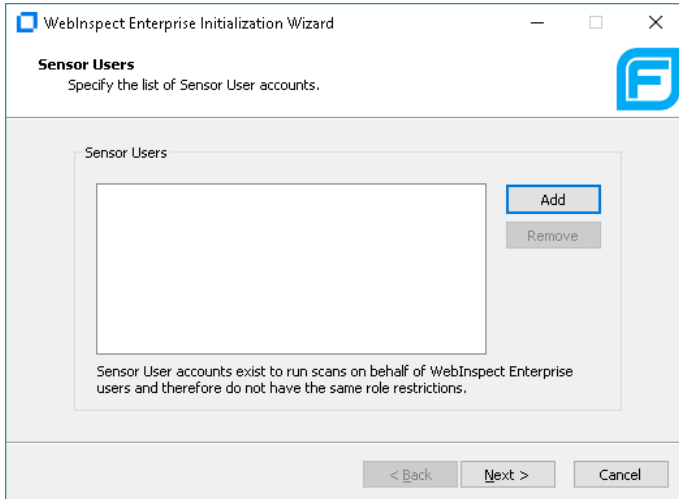 WebInspect Enterprise Initialization Wizard
Sensor Users
Specify the list of Sensor User accounts.
Sensor Users
Add
Remove
Sensor User accounts exist to run scans on behalf of WebInspect Enterprise
users and therefore do not have the same role restrictions.
< Back
Next >
Cancel